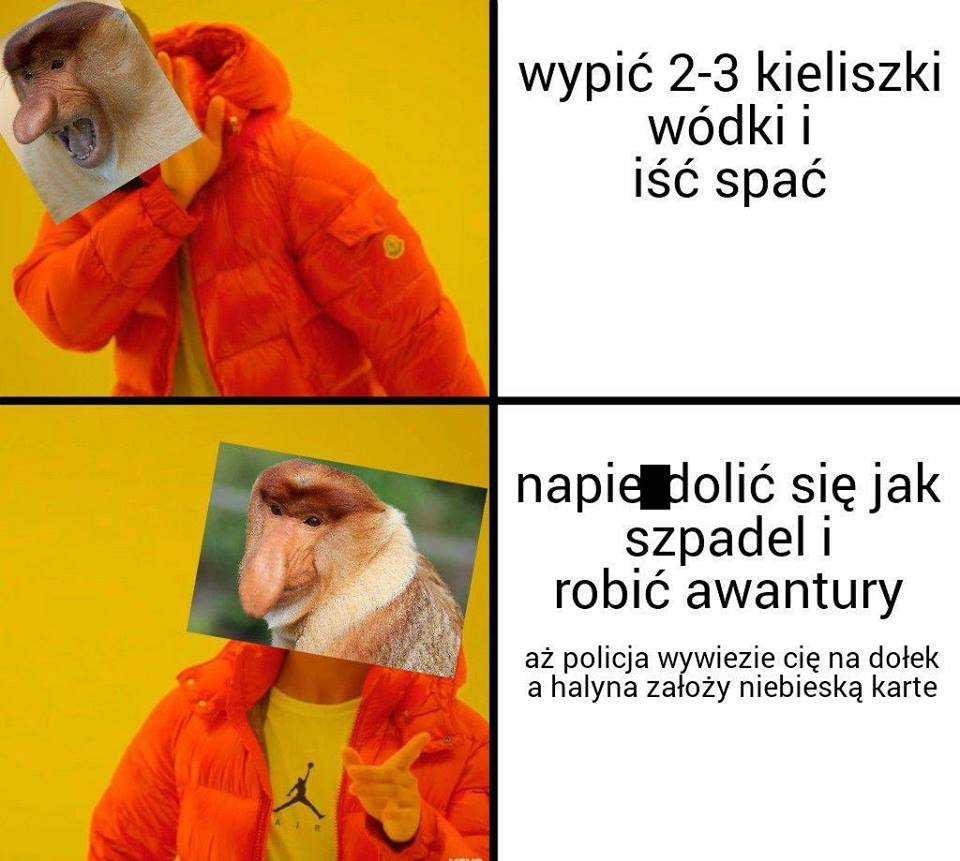 wypić 2-3 kieliszki
wódki i
iść spać
napie█dolić się jak
szpadel i
robić awantury
aż policja wywiezie cię na dołek
a halyna założy niebieską karte
AIR